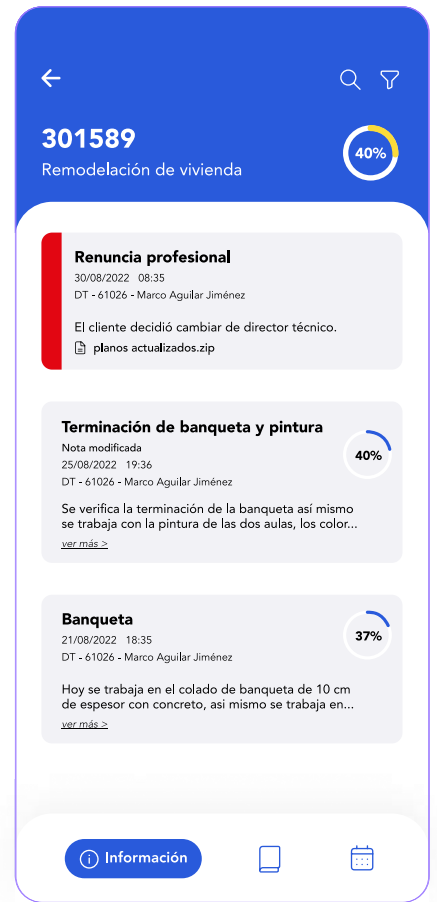 301589
Remodelación de vivienda
40%
Renuncia profesional
30/08/2022 08:35
DT - 61026 - Marco Aguilar Jiménez
El cliente decidió cambiar de director técnico.
planos actualizados.zip
Terminación de banqueta y pintura
Nota modificada
25/08/2022 19:36
DT - 61026 - Marco Aguilar Jiménez
40%
Se verifica la terminación de la banqueta así mismo
se trabaja con la pintura de las dos aulas, los color...
ver más >
Banqueta
21/08/2022 18:35
DT - 61026 - Marco Aguilar Jiménez
37%
Hoy se trabaja en el colado de banqueta de 10 cm
de espesor con concreto, asi mismo se trabaja en...
ver más >
Información